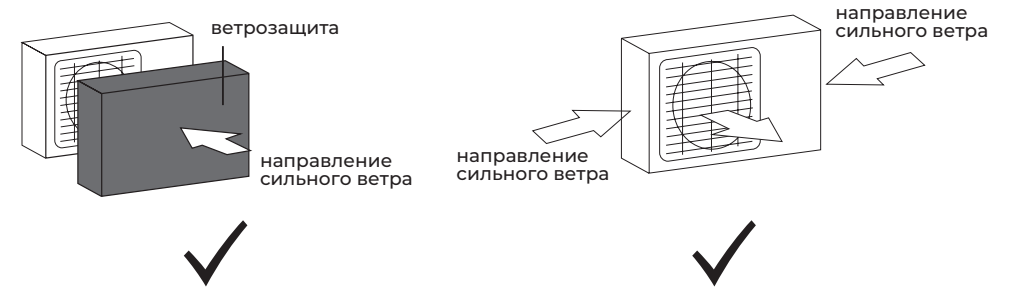 ветрозащита
направление
сильного ветра
направление
сильного ветра
направление
сильного ветра